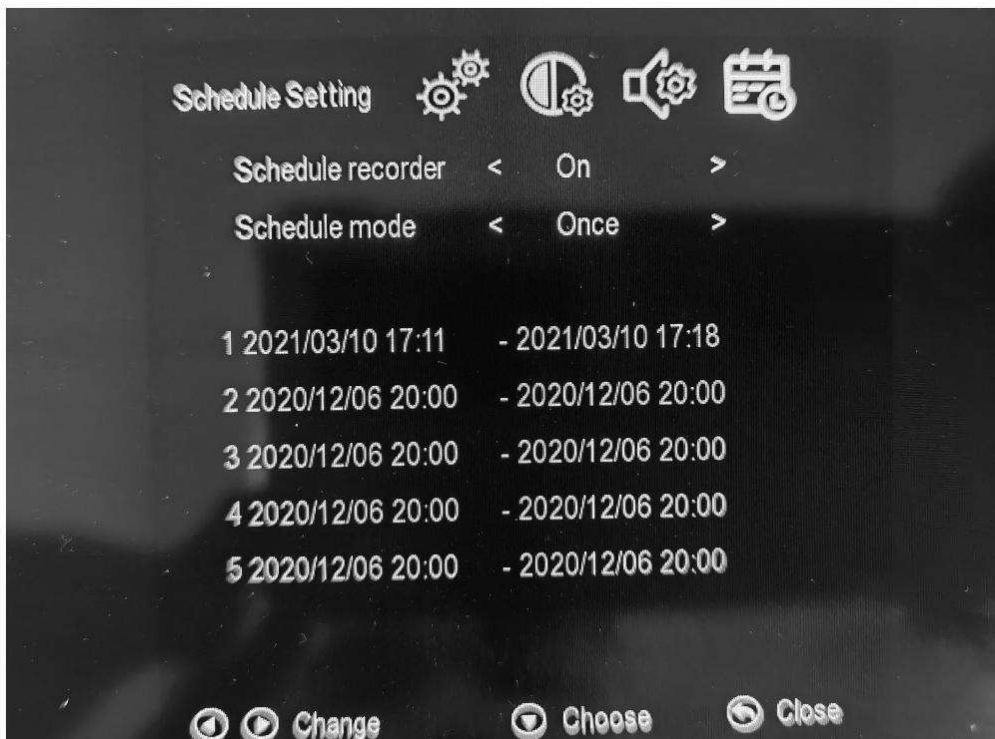 Schedule Setting
Schedule recorder < On >
Schedule mode < Once >
1 2021/03/10 17:11 - 2021/03/10 17:18
2 2020/12/06 20:00 - 2020/12/06 20:00
3 2020/12/06 20:00 - 2020/12/06 20:00
4 2020/12/06 20:00 - 2020/12/06 20:00
5 2020/12/06 20:00 - 2020/12/06 20:00
Change Choose Close